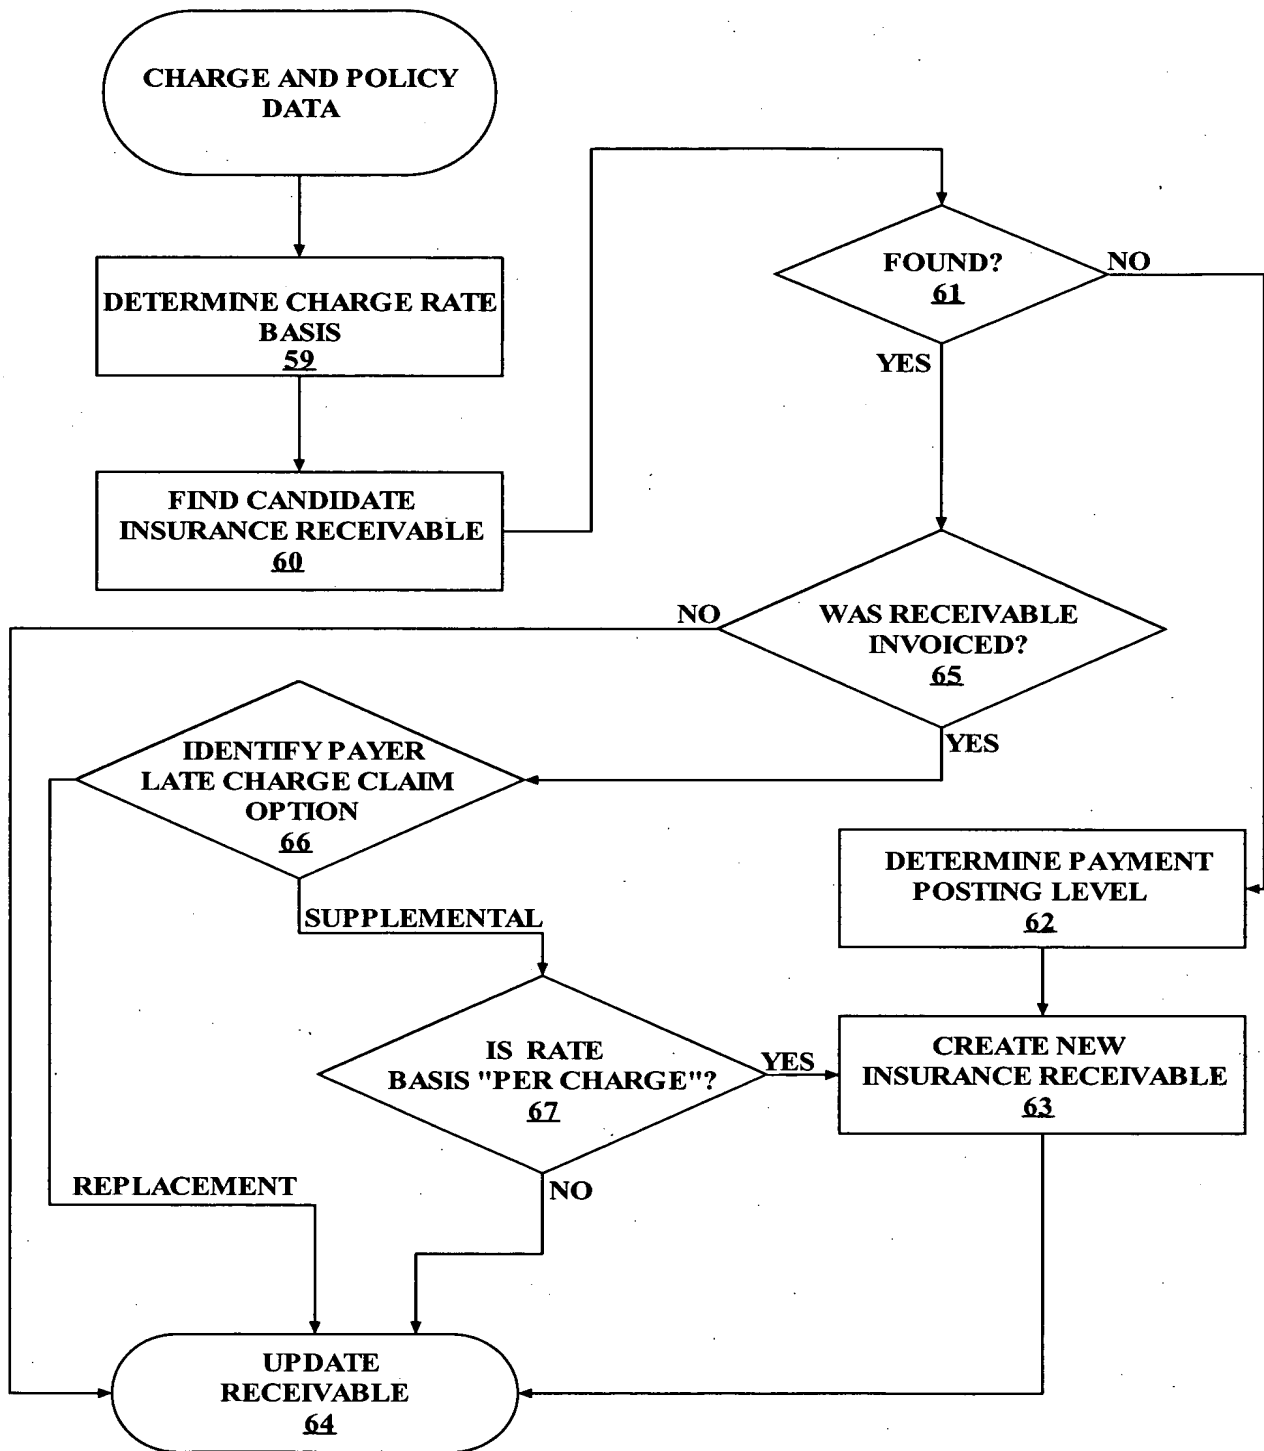 CHARGE AND POLICY
DATA
DETERMINE CHARGE RATE
BASIS
59
FIND CANDIDATE
INSURANCE RECEIVABLE
60
FOUND?
61
NO
YES
WAS RECEIVABLE
INVOICED?
65
NO
YES
IDENTIFY PAYER
LATE CHARGE CLAIM
OPTION
66
SUPPLEMENTAL
DETERMINE PAYMENT
POSTING LEVEL
62
IS RATE
BASIS "PER CHARGE"?
67
YES
CREATE NEW
INSURANCE RECEIVABLE
63
REPLACEMENT
NO
UPDATE
RECEIVABLE
64